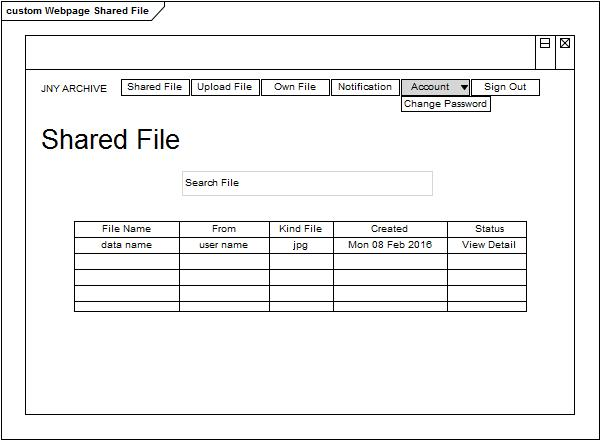 custom Webpage Shared File
JNY ARCHIVE Shared File Upload File Own File Notification Account Sign Out
Change Password
Shared File
Search File
File Name From Kind File Created Status
data name user name jpg Mon 08 Feb 2016 View Detail